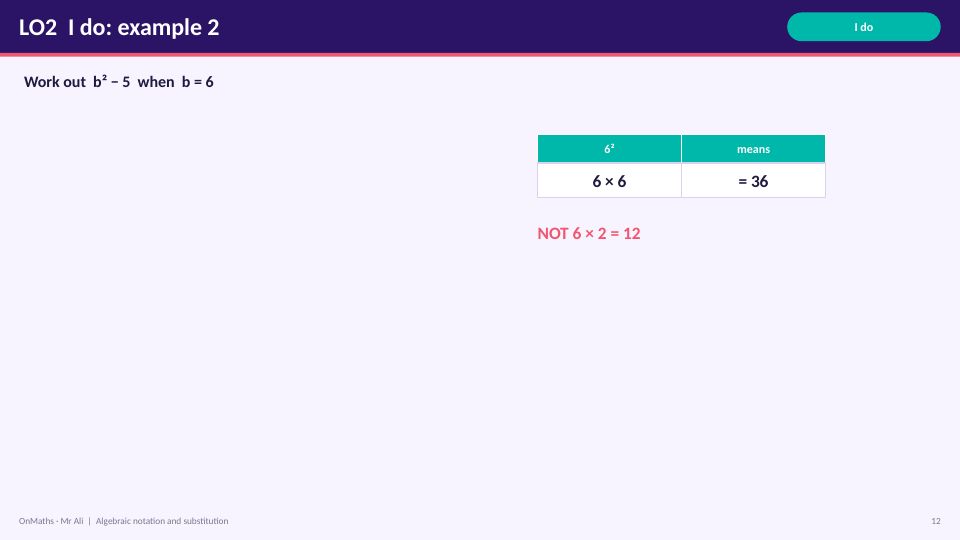 LO2  I do: example 2
I do
Work out  b² − 5  when  b = 6
6²
means
6 × 6
= 36
NOT 6 × 2 = 12
OnMaths · Mr Ali  |  Algebraic notation and substitution
12